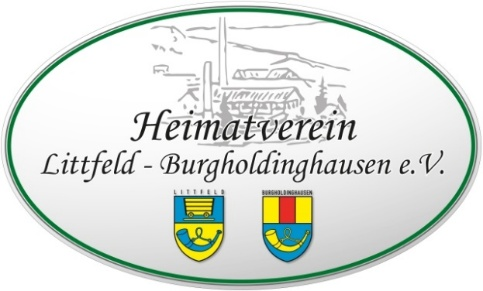 Heimatverein
Littfeld - Burgholdinghausen e.V.
LITTFELD
BURGHOLDINGHAUSEN